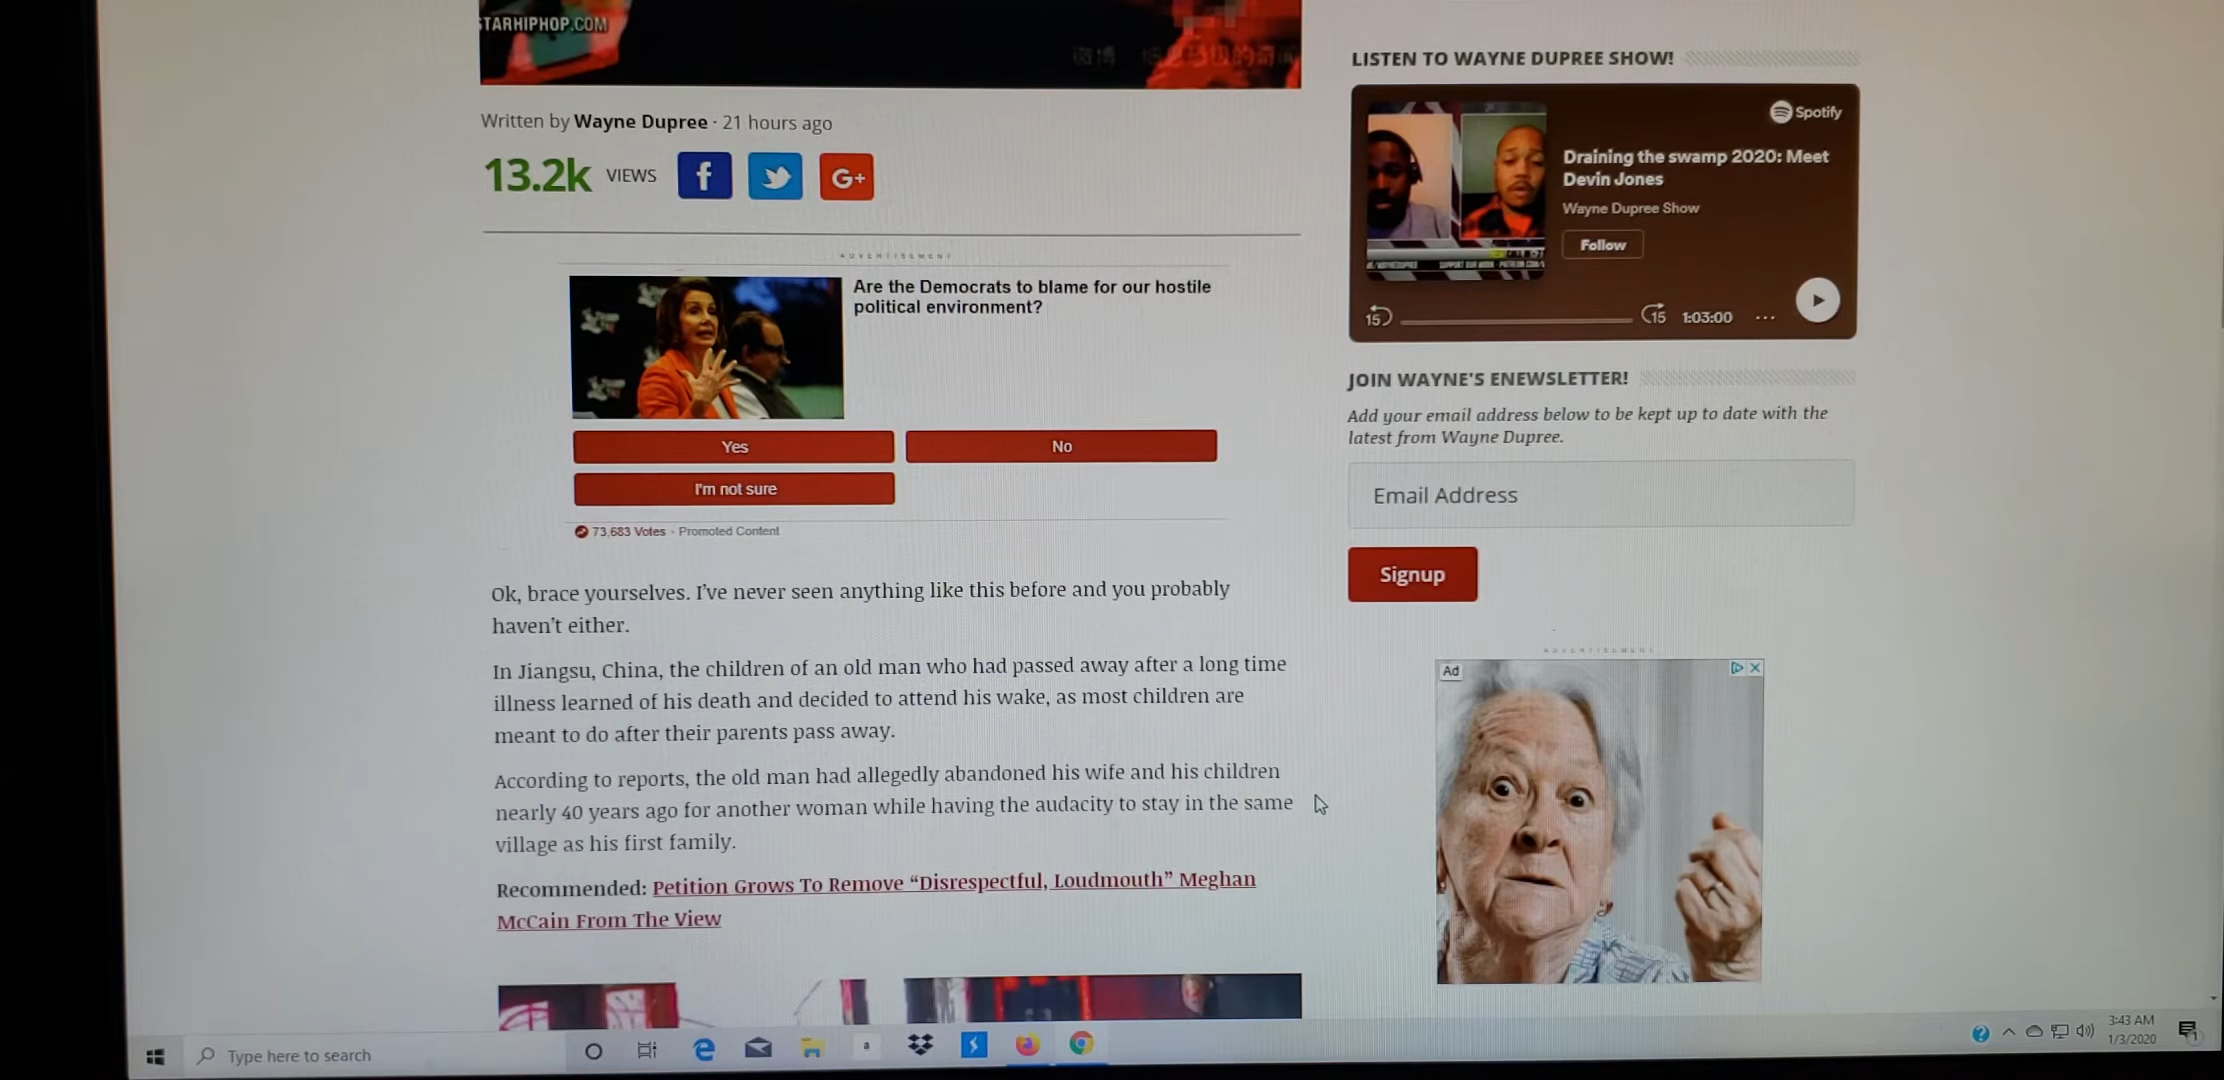 STARHIPHOP.COM
Written by Wayne Dupree · 21 hours ago
13.2k VIEWS
f
G+
ADVERTISEMENT
Are the Democrats to blame for our hostile
political environment?
Yes
No
I'm not sure
73,683 Votes · Promoted Content
Ok, brace yourselves. I've never seen anything like this before and you probably
haven't either.
In Jiangsu, China, the children of an old man who had passed away after a long time
illness learned of his death and decided to attend his wake, as most children are
meant to do after their parents pass away.
According to reports, the old man had allegedly abandoned his wife and his children
nearly 40 years ago for another woman while having the audacity to stay in the same
village as his first family.
Recommended: Petition Grows To Remove “Disrespectful, Loudmouth” Meghan
McCain From The View
LISTEN TO WAYNE DUPREE SHOW!
Spotify
Draining the swamp 2020: Meet
Devin Jones
Wayne Dupree Show
Follow
15
15 1:03:00 ...
JOIN WAYNE'S ENEWSLETTER!
Add your email address below to be kept up to date with the
latest from Wayne Dupree.
Email Address
Signup
ADVERTISEMENT
Ad
Type here to search
a
3:43 AM
1/3/2020
1